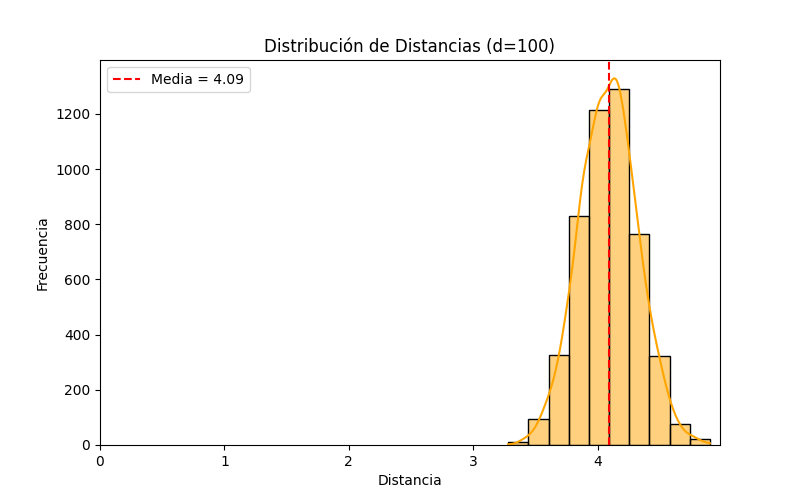 Distribución de Distancias (d=100)
Media = 4.09
1200
1000
800
600
400
200
0
Frecuencia
0 1 2 3 4
Distancia